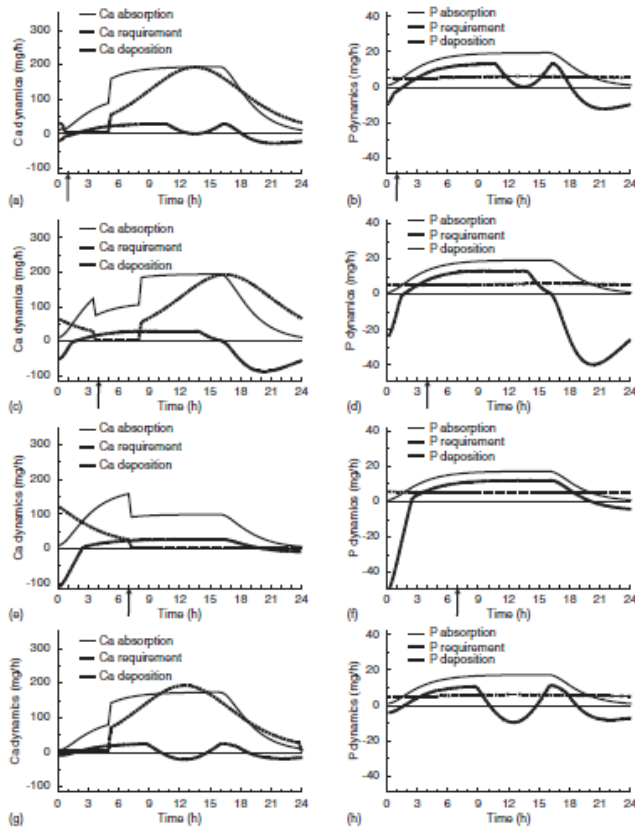 Ca absorption
Ca requirement
Ca deposition
Ca dynamics (mg/h)
300
200
100
0
-100
0 3 6 9 12 15 18 21 24
(a)
Time (h)
P absorption
P requirement
P deposition
P dynamics (mg/h)
40
20
0
-20
-40
0 3 6 9 12 15 18 21 24
(b)
Time (h)
Ca absorption
Ca requirement
Ca deposition
Ca dynamics (mg/h)
300
200
100
0
-100
0 3 6 9 12 15 18 21 24
(c)
Time (h)
P absorption
P requirement
P deposition
P dynamics (mg/h)
40
20
0
-20
-40
0 3 6 9 12 15 18 21 24
(d)
Time (h)
Ca absorption
Ca requirement
Ca deposition
Ca dynamics (mg/h)
300
200
100
0
-100
0 3 6 9 12 15 18 21 24
(e)
Time (h)
P absorption
P requirement
P deposition
P dynamics (mg/h)
40
20
0
-20
-40
0 3 6 9 12 15 18 21 24
(f)
Time (h)
Ca absorption
Ca requirement
Ca deposition
Ca dynamics (mg/h)
300
200
100
0
-100
0 3 6 9 12 15 18 21 24
(g)
Time (h)
P absorption
P requirement
P deposition
P dynamics (mg/h)
40
20
0
-20
-40
0 3 6 9 12 15 18 21 24
(h)
Time (h)